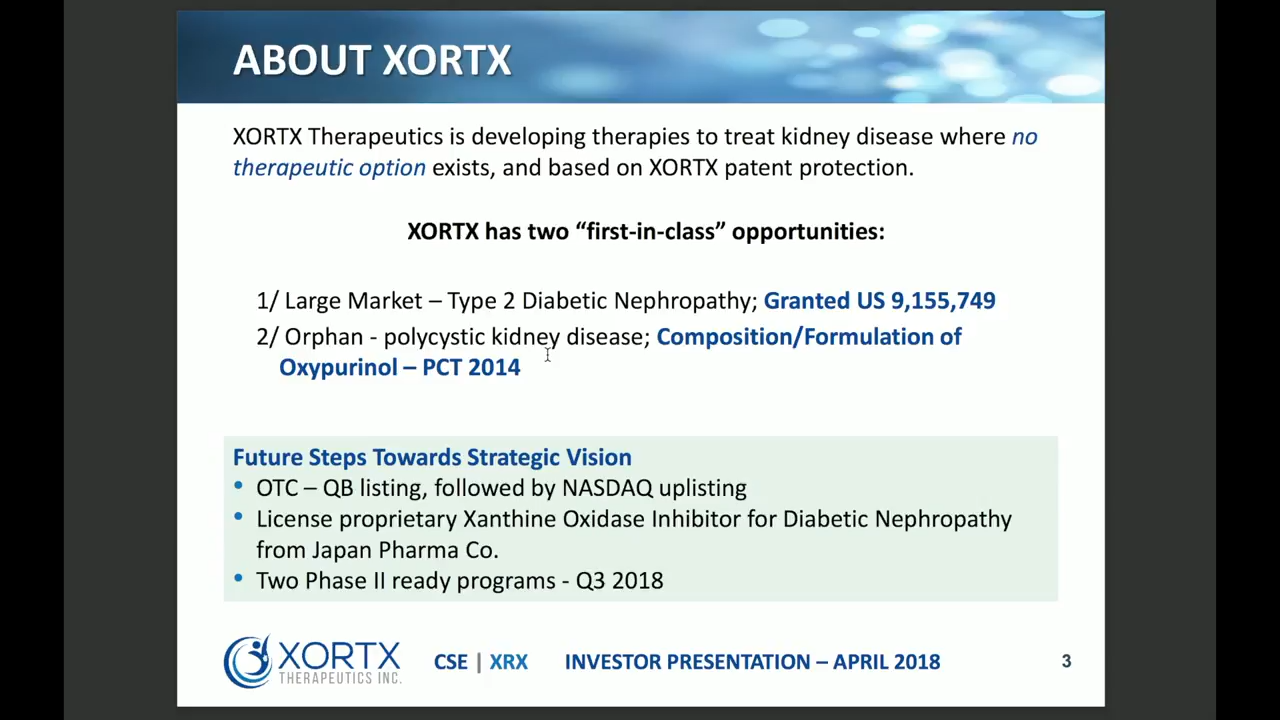 ABOUT XORTX
XORTX Therapeutics is developing therapies to treat kidney disease where no
therapeutic option exists, and based on XORTX patent protection.
XORTX has two “first-in-class” opportunities:
1/ Large Market – Type 2 Diabetic Nephropathy; Granted US 9,155,749
2/ Orphan - polycystic kidney disease; Composition/Formulation of
Oxypurinol – PCT 2014
Future Steps Towards Strategic Vision
• OTC – QB listing, followed by NASDAQ uplisting
• License proprietary Xanthine Oxidase Inhibitor for Diabetic Nephropathy
from Japan Pharma Co.
• Two Phase II ready programs - Q3 2018
XORTX
THERAPEUTICS INC.
CSE | XRX INVESTOR PRESENTATION – APRIL 2018 3